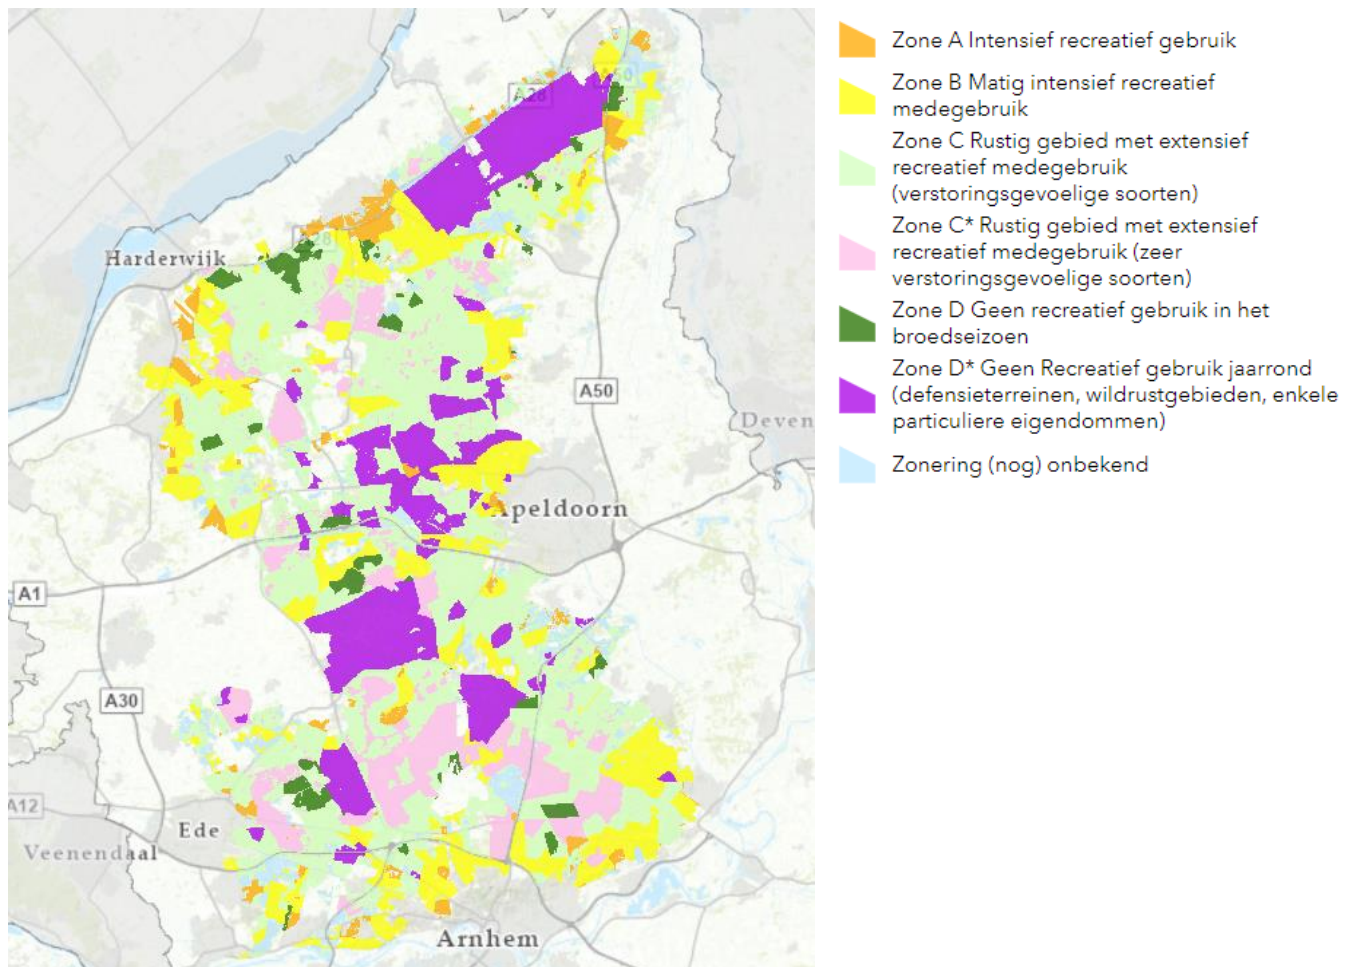 A50
A28
A28
Harderwijk
A50
Deven
Apeldoorn
A1
A30
A12
Ede
Veenendaal
Arnhem
Zone A Intensief recreatief gebruik
Zone B Matig intensief recreatief
medegebruik
Zone C Rustig gebied met extensief
recreatief medegebruik
(verstoringsgevoelige soorten)
Zone C* Rustig gebied met extensief
recreatief medegebruik (zeer
verstoringsgevoelige soorten)
Zone D Geen recreatief gebruik in het
broedseizoen
Zone D* Geen Recreatief gebruik jaarrond
(defensieterreinen, wildrustgebieden, enkele
particuliere eigendommen)
Zonering (nog) onbekend